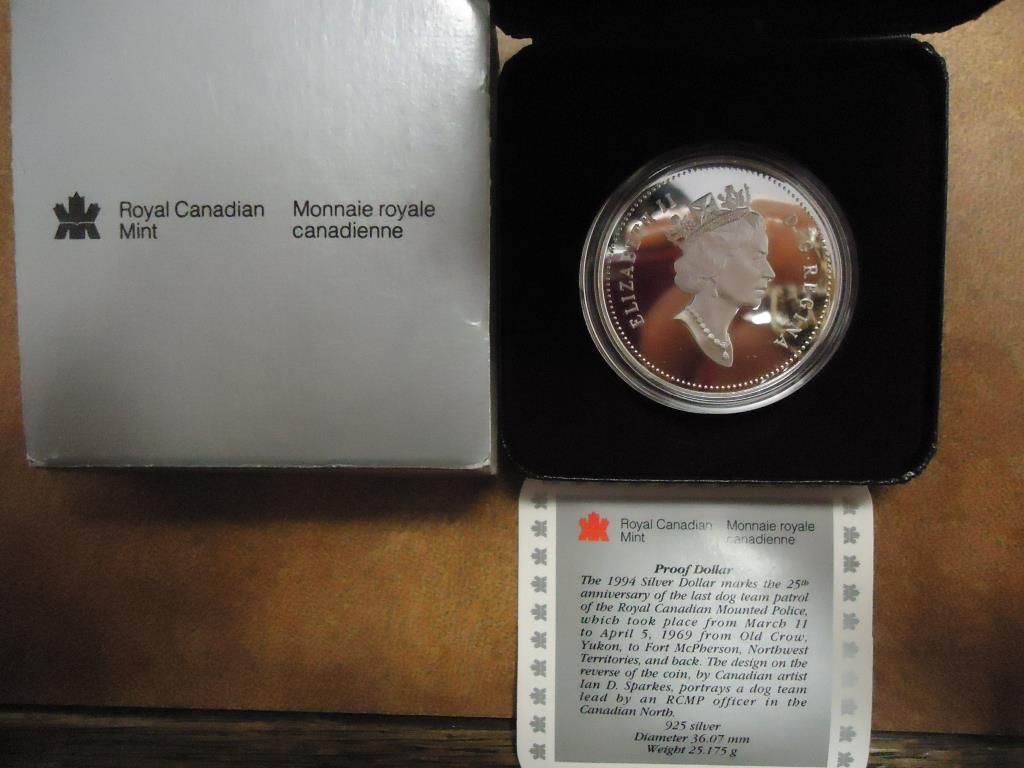 Royal Canadian Mint
Monnaie royale canadienne
ELIZABETH II D·G·REGINA
Royal Canadian Mint
Monnaie royale canadienne
Proof Dollar
The 1994 Silver Dollar marks the 25th
anniversary of the last dog team patrol
of the Royal Canadian Mounted Police,
which took place from March 11
to April 5, 1969 from Old Crow,
Yukon, to Fort McPherson, Northwest
Territories, and back. The design on the
reverse of the coin, by Canadian artist
Ian D. Sparkes, portrays a dog team
lead by an RCMP officer in the
Canadian North.
925 silver
Diameter 36.07 mm
Weight 25.175 g